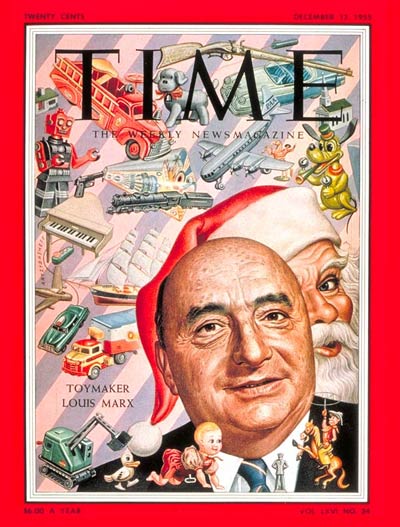 TWENTY CENTS
DECEMBER 12, 1955
TIME
THE WEEKLY NEWSMAGAZINE
TOYMAKER
LOUIS MARX
$6.00 A YEAR
VOL. LXVI NO. 24